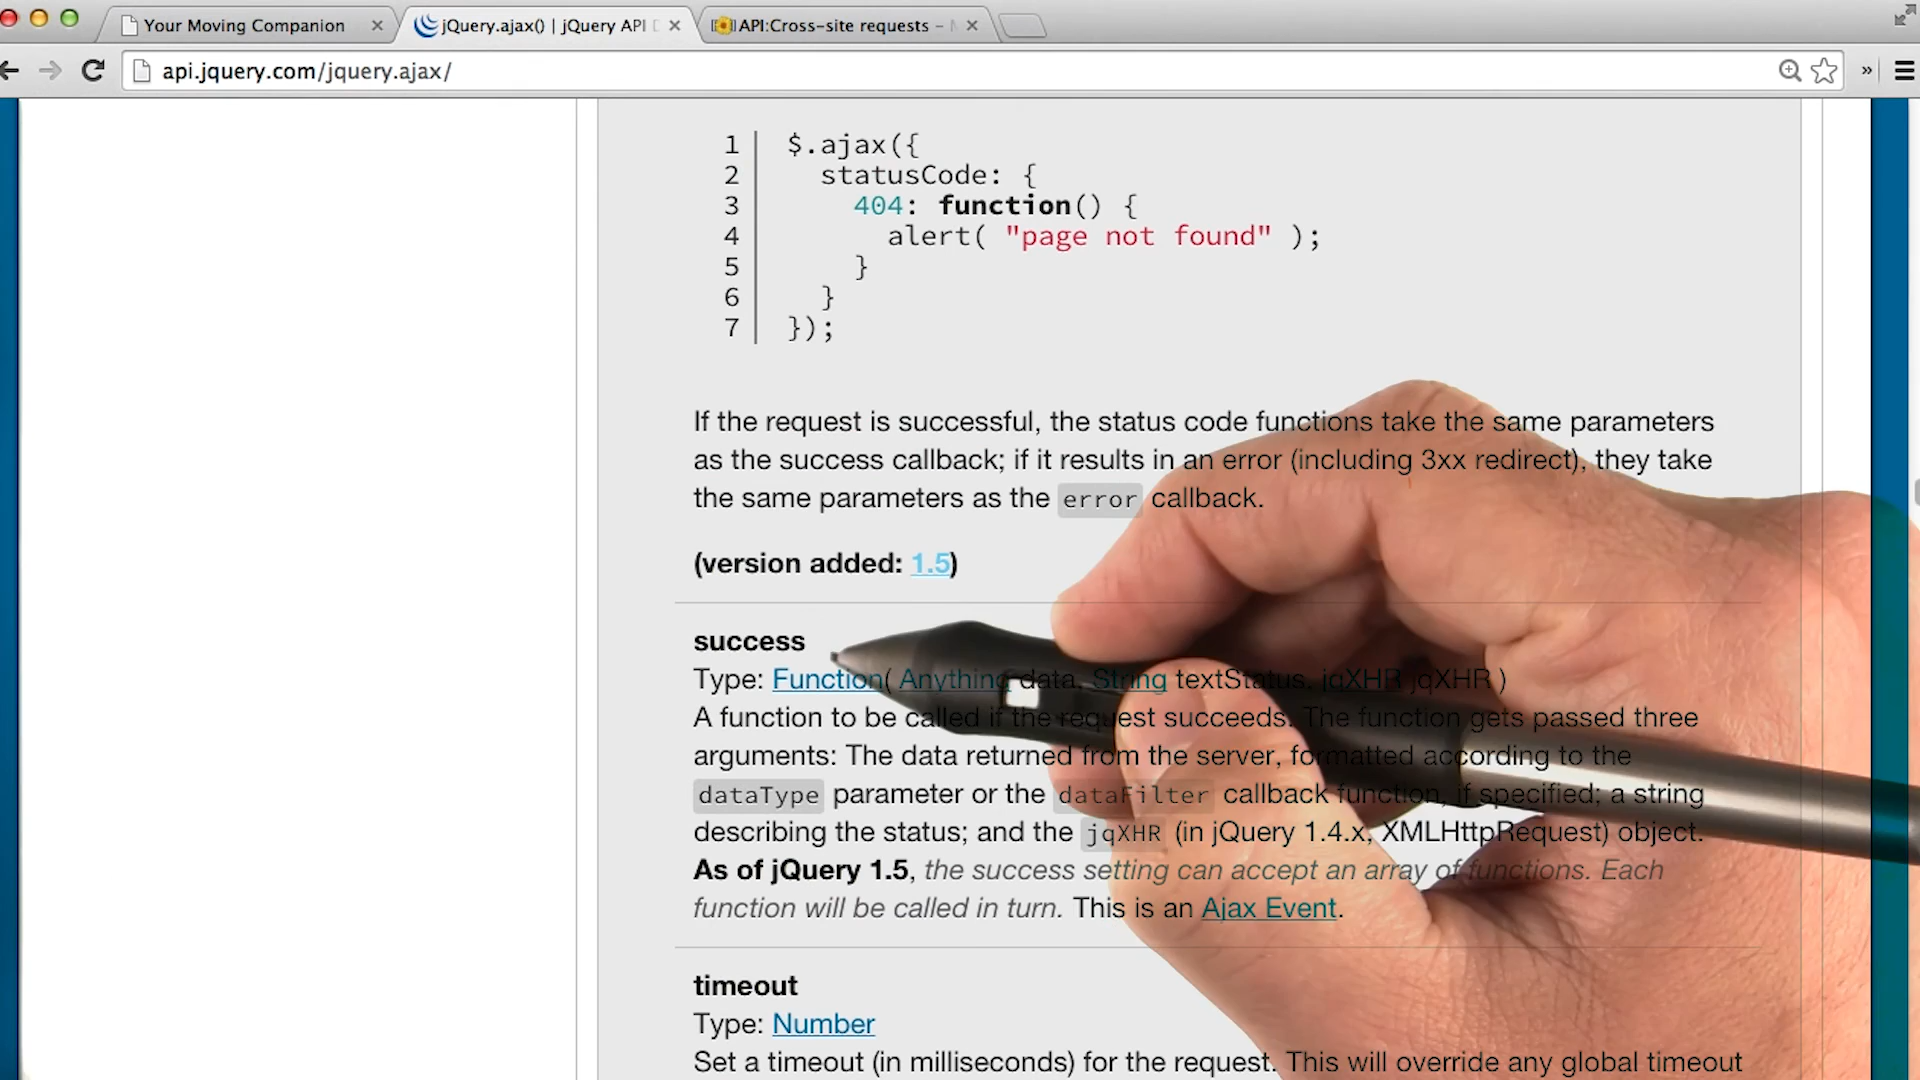 Your Moving Companion
jQuery.ajax() | jQuery API D
API:Cross-site requests – M
api.jquery.com/jquery.ajax/
1 $.ajax({
2 statusCode: {
3 404: function() {
4 alert( "page not found" );
5 }
6 }
7 });
If the request is successful, the status code functions take the same parameters
as the success callback; if it results in an error (including 3xx redirect), they take
the same parameters as the error callback.
(version added: 1.5)
success
Type: Function( Anything data, String textStatus, jqXHR jqXHR )
A function to be called if the request succeeds. The function gets passed three
arguments: The data returned from the server, formatted according to the
dataType parameter or the dataFilter callback function, if specified; a string
describing the status; and the jqXHR (in jQuery 1.4.x, XMLHttpRequest) object.
As of jQuery 1.5, the success setting can accept an array of functions. Each
function will be called in turn. This is an Ajax Event.
timeout
Type: Number
Set a timeout (in milliseconds) for the request. This will override any global timeout